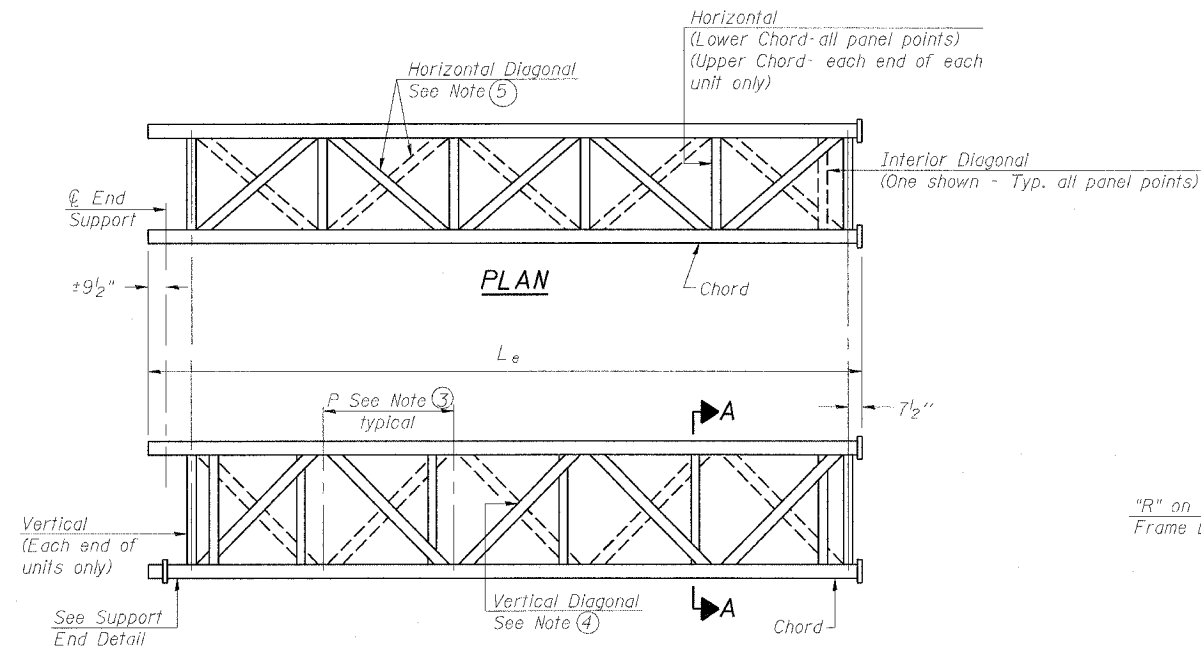 Horizontal
(Lower Chord-all panel points)
(Upper Chord- each end of each
unit only)
Horizontal Diagonal
See Note 5
Interior Diagonal
(One shown - Typ. all panel points)
℄ End
Support
PLAN
Chord
±9½"
Le
P See Note 3
typical
A
7½"
Vertical
(Each end of
units only)
"R" on
Frame
Vertical Diagonal
See Note 4
A
See Support
End Detail
Chord